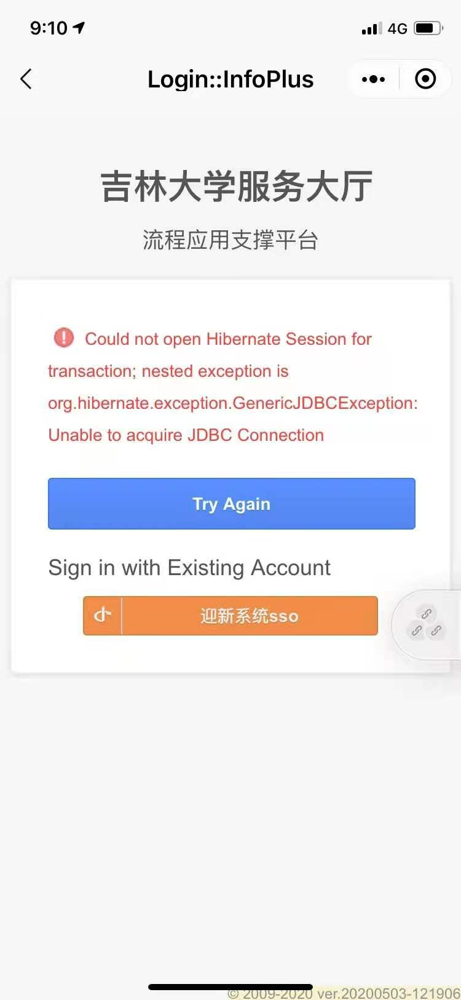 9:10
4G
Login::InfoPlus
吉林大学服务大厅
流程应用支撑平台
Could not open Hibernate Session for
transaction; nested exception is
org.hibernate.exception.GenericJDBCException:
Unable to acquire JDBC Connection
Try Again
Sign in with Existing Account
迎新系统sso
© 2009-2020 ver.20200503-121906